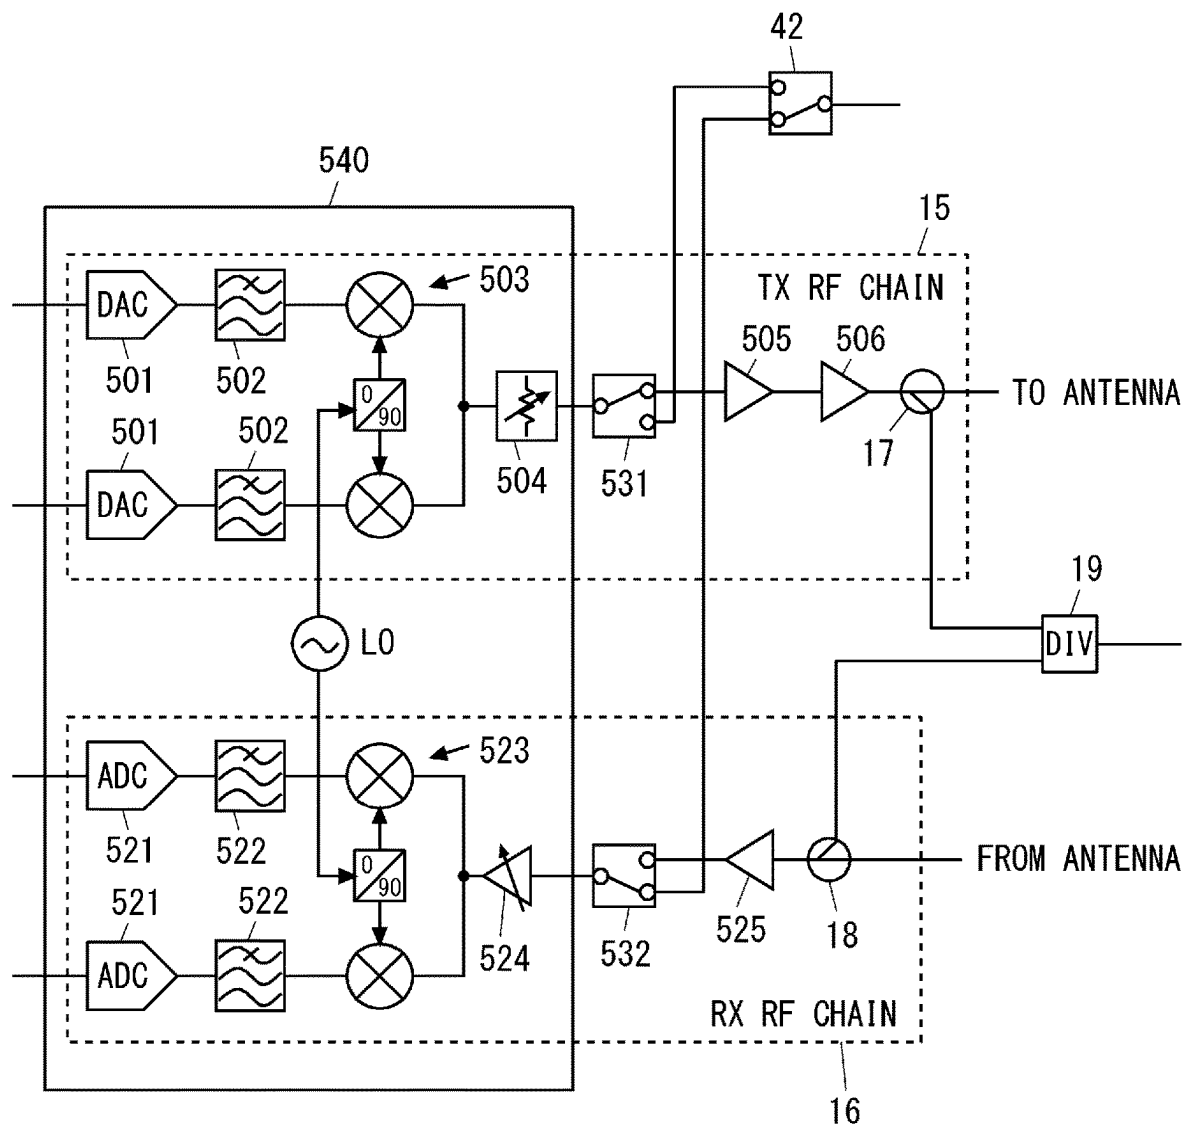 42
540
15
DAC
503
TX RF CHAIN
501
502
505
506
0
90
TO ANTENNA
501
502
504
531
17
DAC
19
LO
DIV
ADC
523
521
522
0
90
FROM ANTENNA
521
522
524
532
525
18
ADC
RX RF CHAIN
16